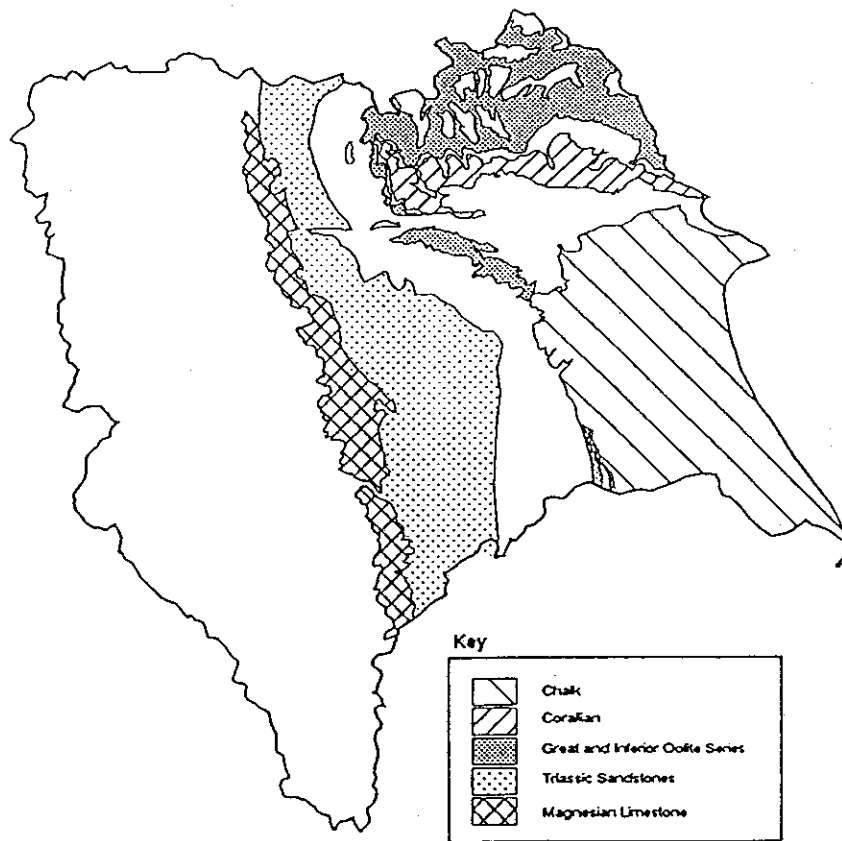 Key
Chalk
Corallian
Great and Inferior Oolite Series
Triassic Sandstones
Magnesian Limestone